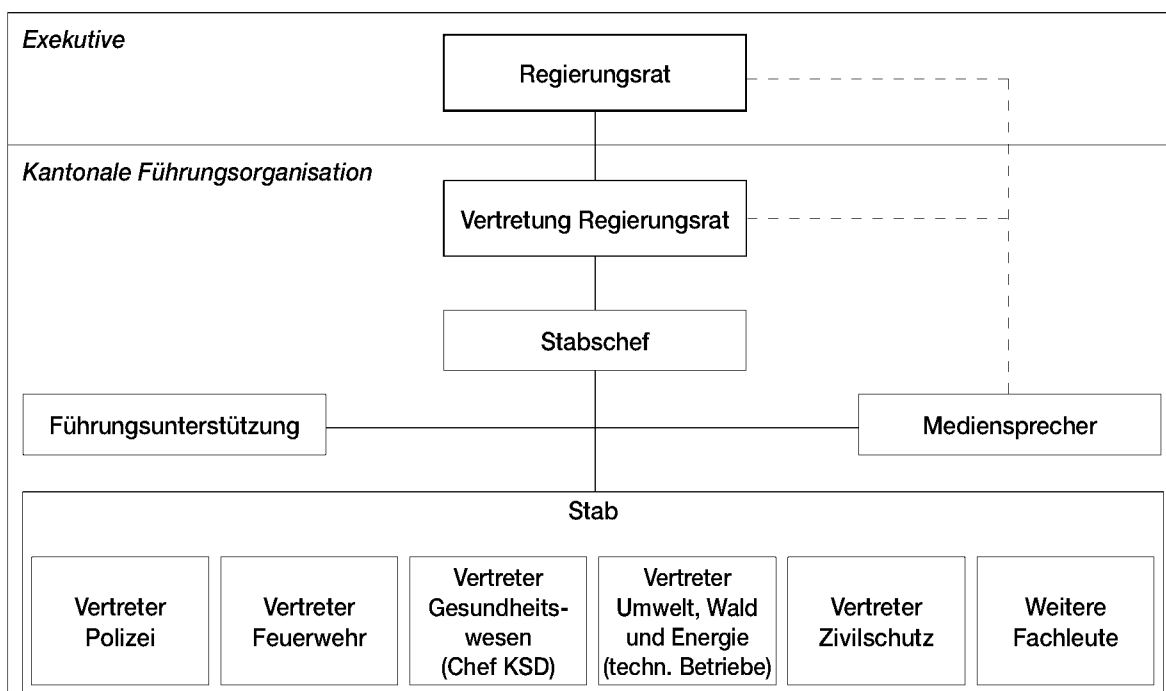 Exekutive
Regierungsrat
Kantonale Führungsorganisation
Vertretung Regierungsrat
Stabschef
Führungsunterstützung
Mediensprecher
Stab
Vertreter
Polizei
Vertreter
Feuerwehr
Vertreter
Gesundheits-
wesen
(Chef KSD)
Vertreter
Umwelt, Wald
und Energie
(techn. Betriebe)
Vertreter
Zivilschutz
Weitere
Fachleute